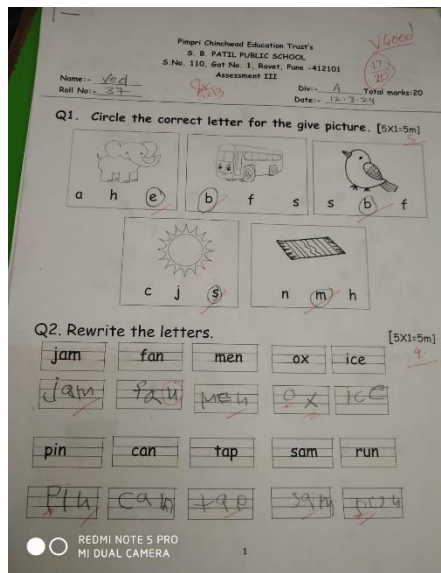 Pimpri Chinchwad Education Trust's
S. B. PATIL PUBLIC SCHOOL
S.No. 110, Gat No. 1, Ravet, Pune -412101
Assessment III
V Good
17
20
Name:- Ved
Div:- A Total marks:20
Roll No:- 37
Date:- 12.3.24
Q1. Circle the correct letter for the give picture. [5X1=5m]
5
a h e b f s s b f
c j s n m h
Q2. Rewrite the letters. [5X1=5m]
4
jam fan men ox ice
jam fan men ox ice
pin can tap sam run
pin can tap sam run
REDMI NOTE 5 PRO
MI DUAL CAMERA
1